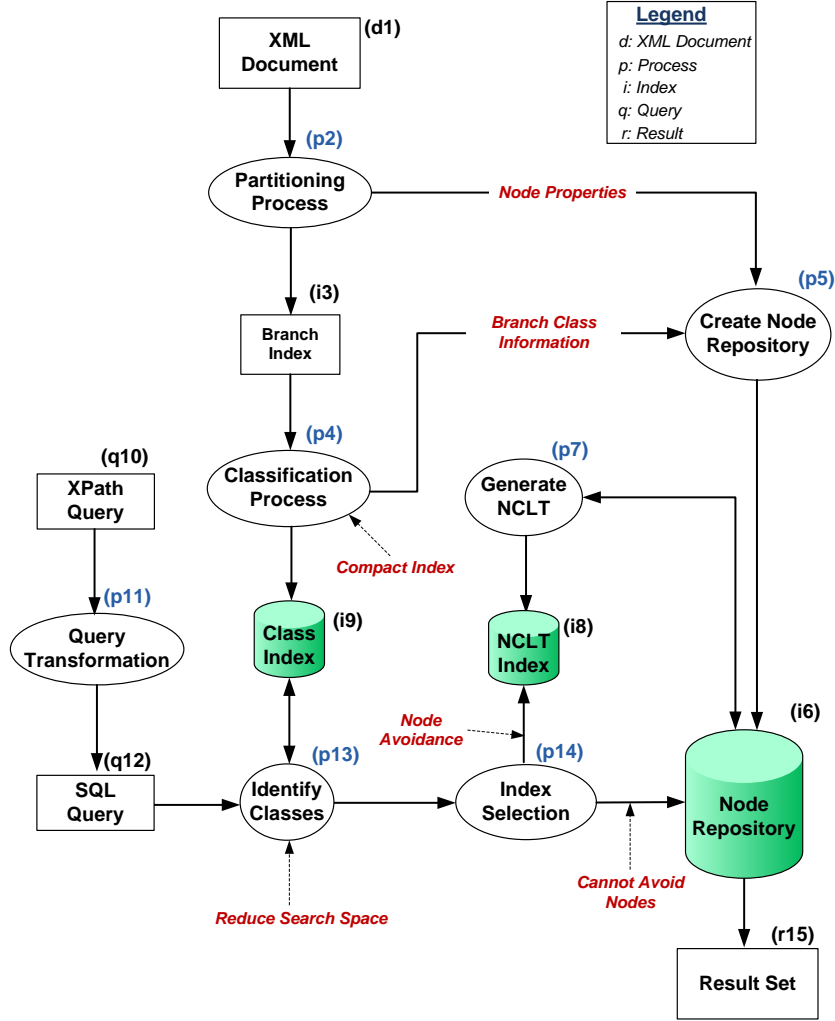 XML
Document
(d1)
Legend
d: XML Document
p: Process
i: Index
q: Query
r: Result
(p2)
Partitioning
Process
Node Properties
(p5)
Create Node
Repository
(i3)
Branch
Index
Branch Class
Information
(p4)
Classification
Process
(p7)
Generate
NCLT
(q10)
XPath
Query
Compact Index
(p11)
Query
Transformation
(i9)
Class
Index
(i8)
NCLT
Index
Node
Avoidance
(i6)
Node
Repository
(q12)
SQL
Query
(p13)
Identify
Classes
(p14)
Index
Selection
Reduce Search Space
Cannot Avoid
Nodes
(r15)
Result Set